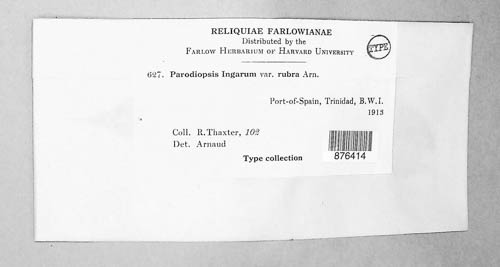 RELIQUIAE FARLOWIANAE
Distributed by the
FARLOW HERBARIUM OF HARVARD UNIVERSITY
TYPE
627. Parodiopsis Ingarum var. rubra Arn.
Port-of-Spain, Trinidad, B.W.I.
1913
Coll. R.Thaxter, 102
Det. Arnaud
Type collection
876414